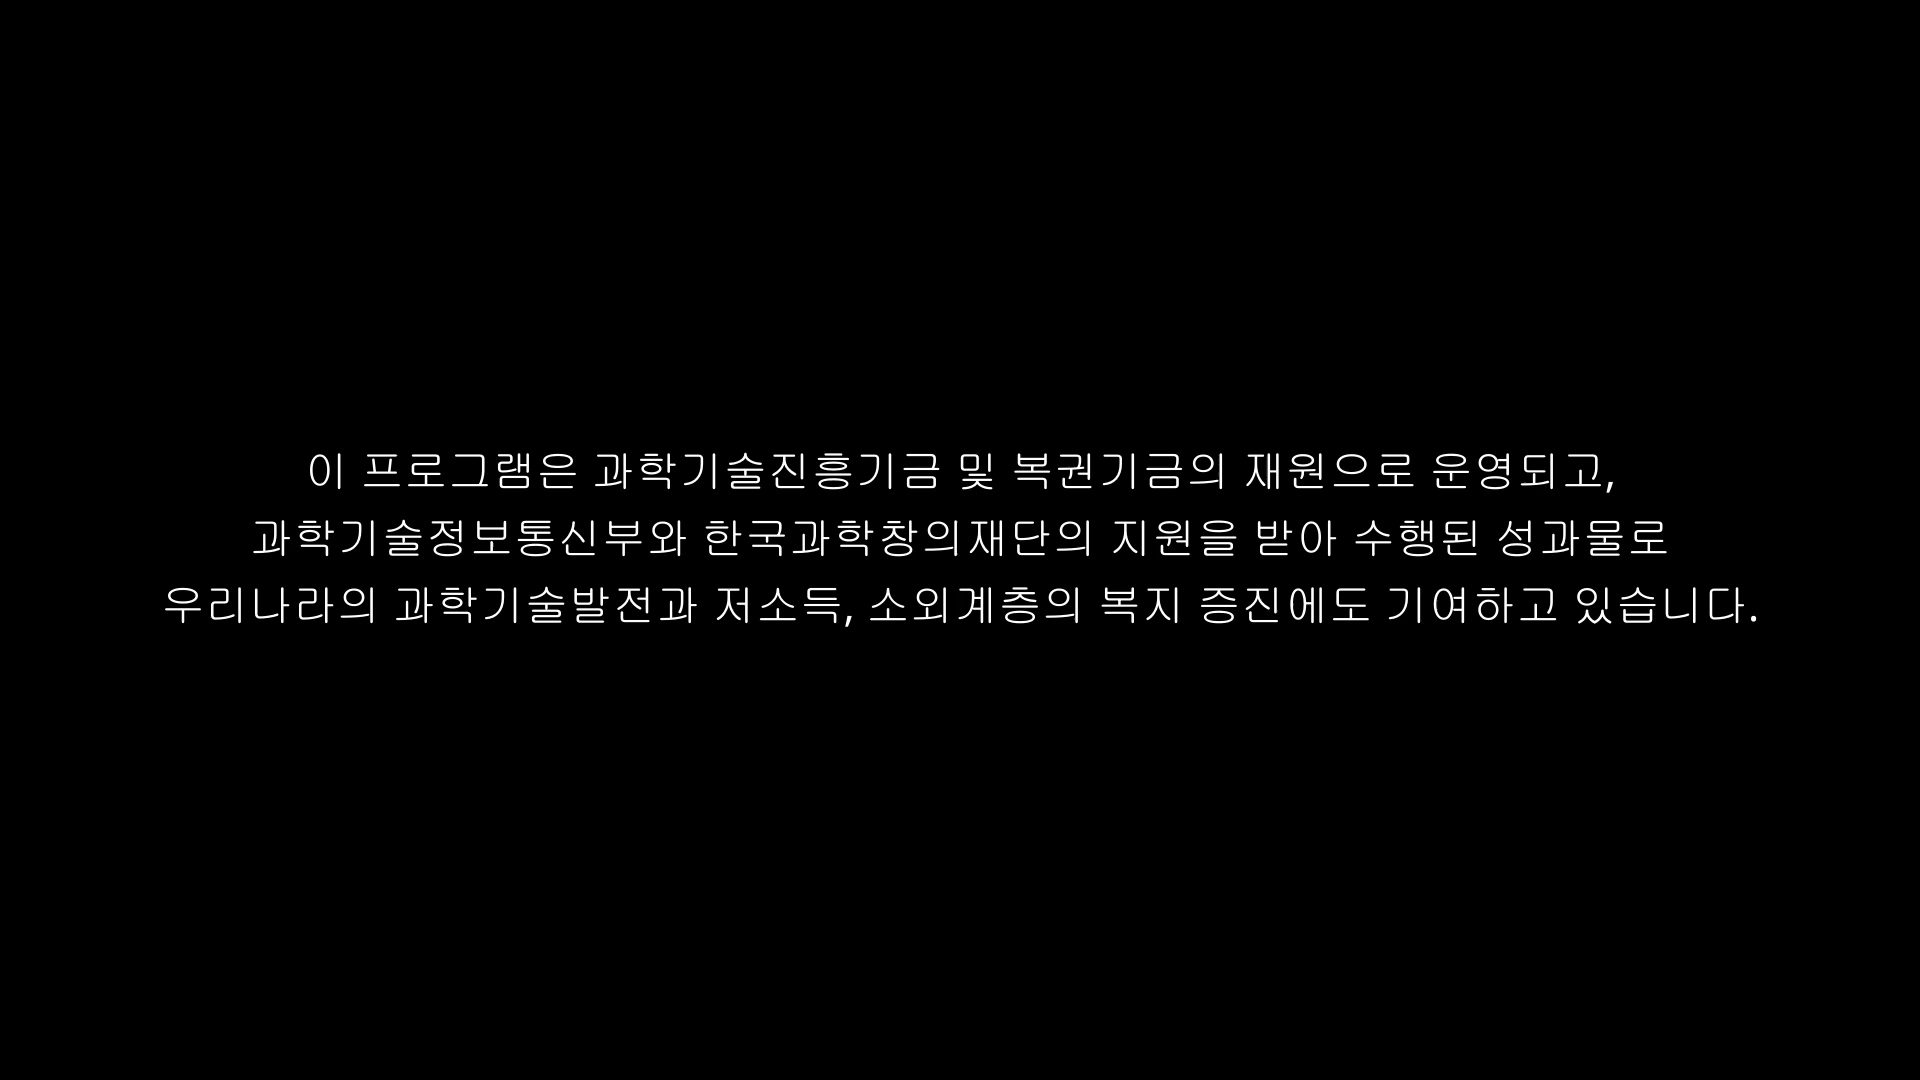 이 프로그램은 과학기술진흥기금 및 복권기금의 재원으로 운영되고,
과학기술정보통신부와 한국과학창의재단의 지원을 받아 수행된 성과물로
우리나라의 과학기술발전과 저소득, 소외계층의 복지 증진에도 기여하고 있습니다.